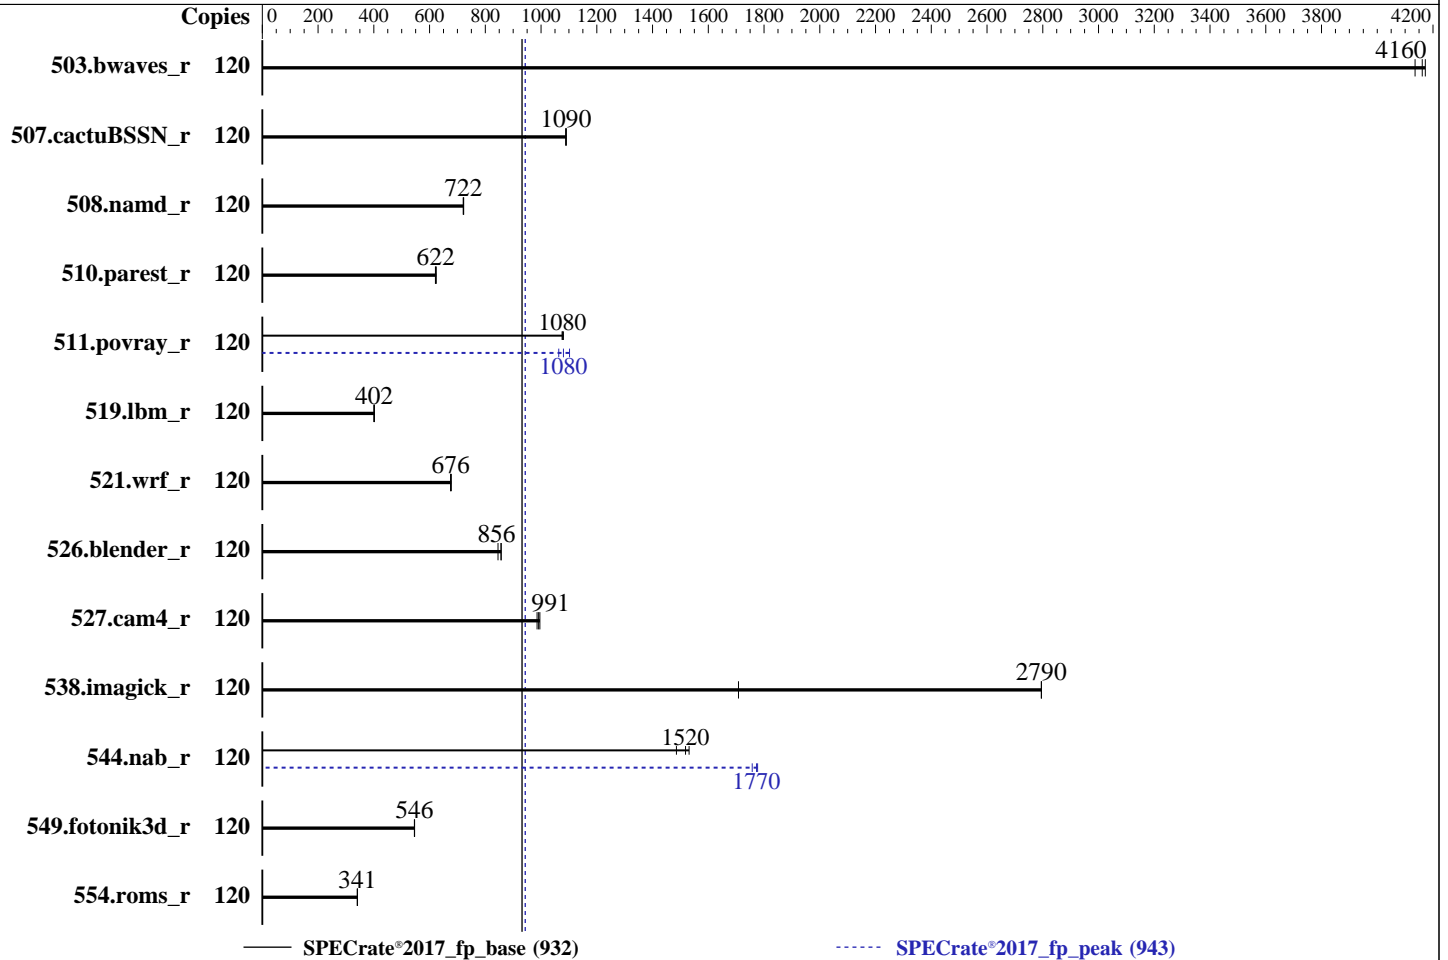 Copies 0 200 400 600 800 1000 1200 1400 1600 1800 2000 2200 2400 2600 2800 3000 3200 3400 3600 3800 4200
503.bwaves_r 120 4160
507.cactuBSSN_r 120 1090
508.namd_r 120 722
510.parest_r 120 622
511.povray_r 120 1080
1080
519.lbm_r 120 402
521.wrf_r 120 676
526.blender_r 120 856
527.cam4_r 120 991
538.imagick_r 120 2790
544.nab_r 120 1520
1770
549.fotonik3d_r 120 546
554.roms_r 120 341
SPECrate®2017_fp_base (932) SPECrate®2017_fp_peak (943)